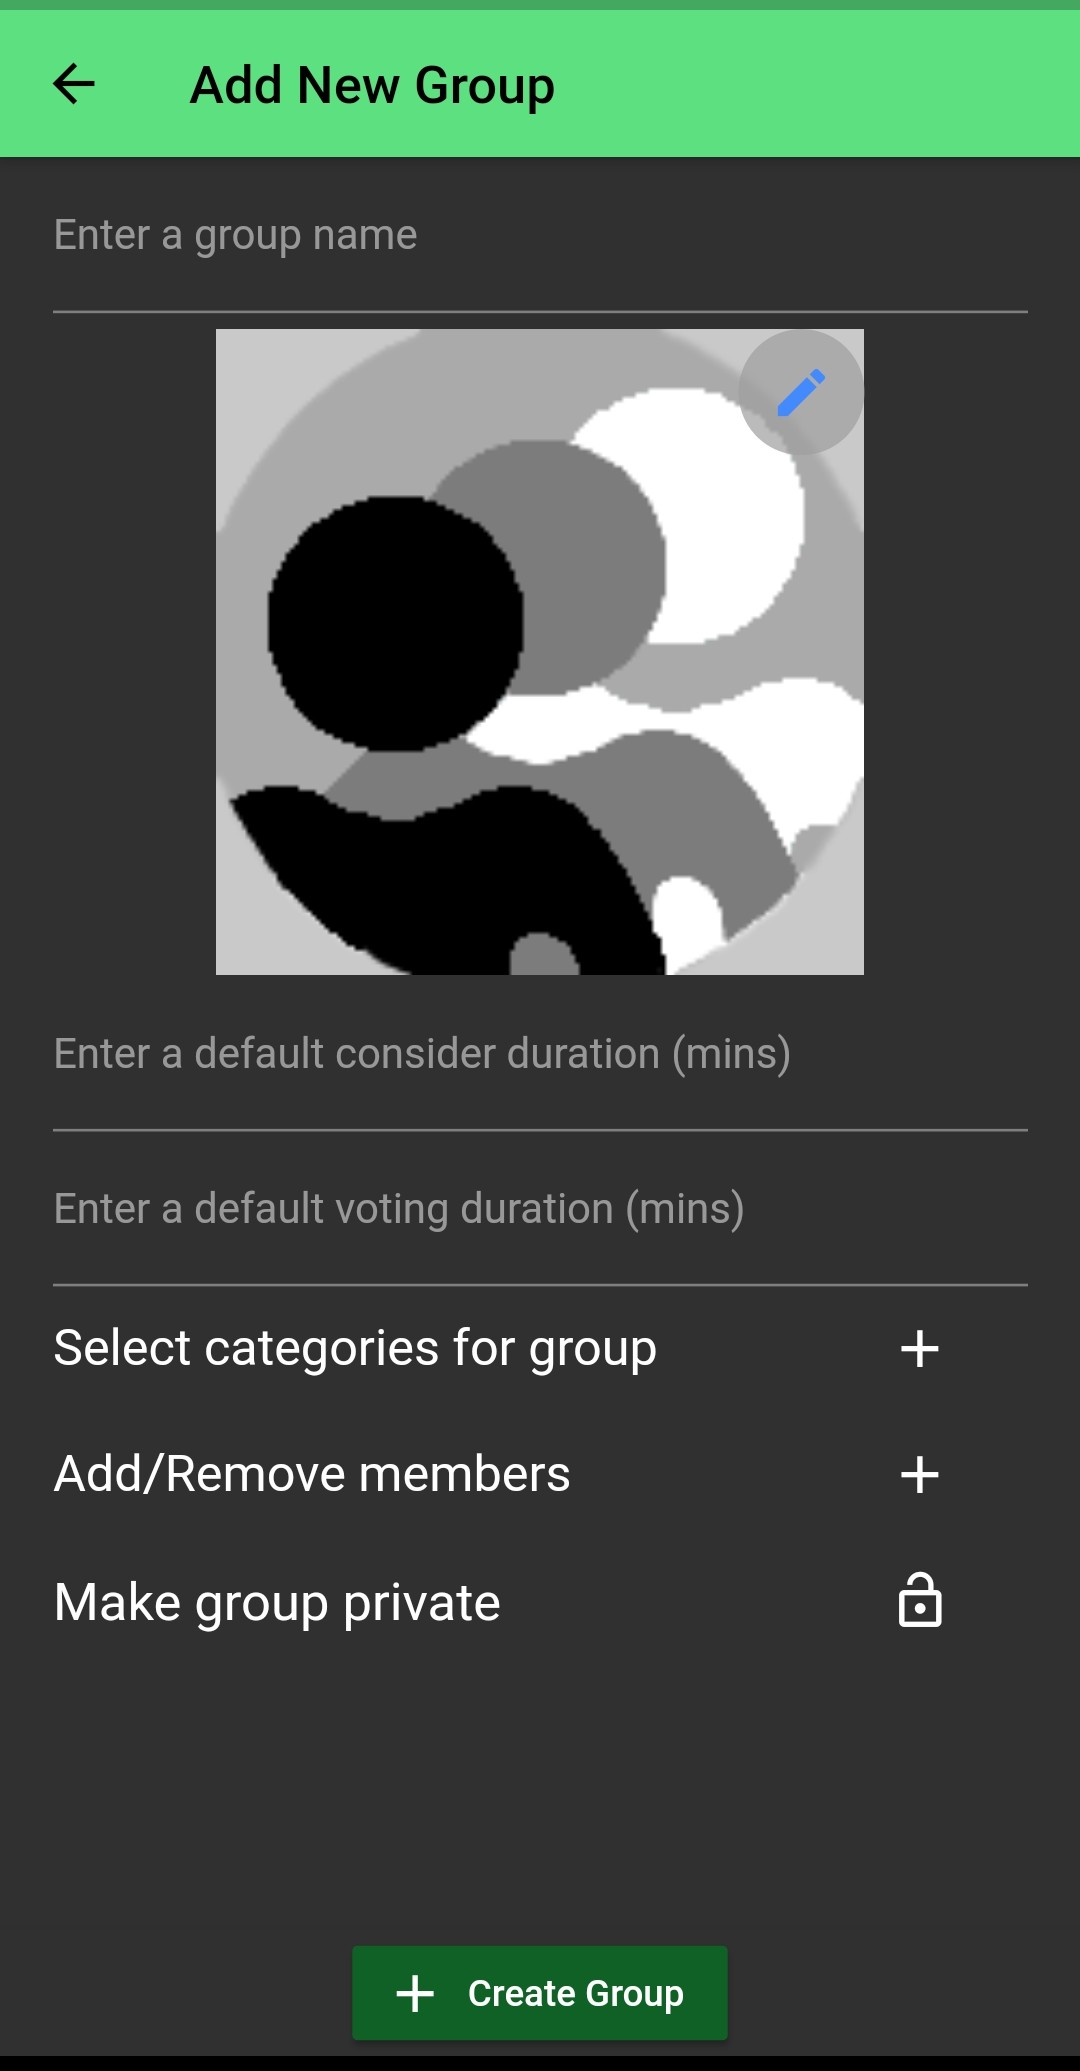 Add New Group
Enter a group name
Enter a default consider duration (mins)
Enter a default voting duration (mins)
Select categories for group
Add/Remove members
Make group private
Create Group